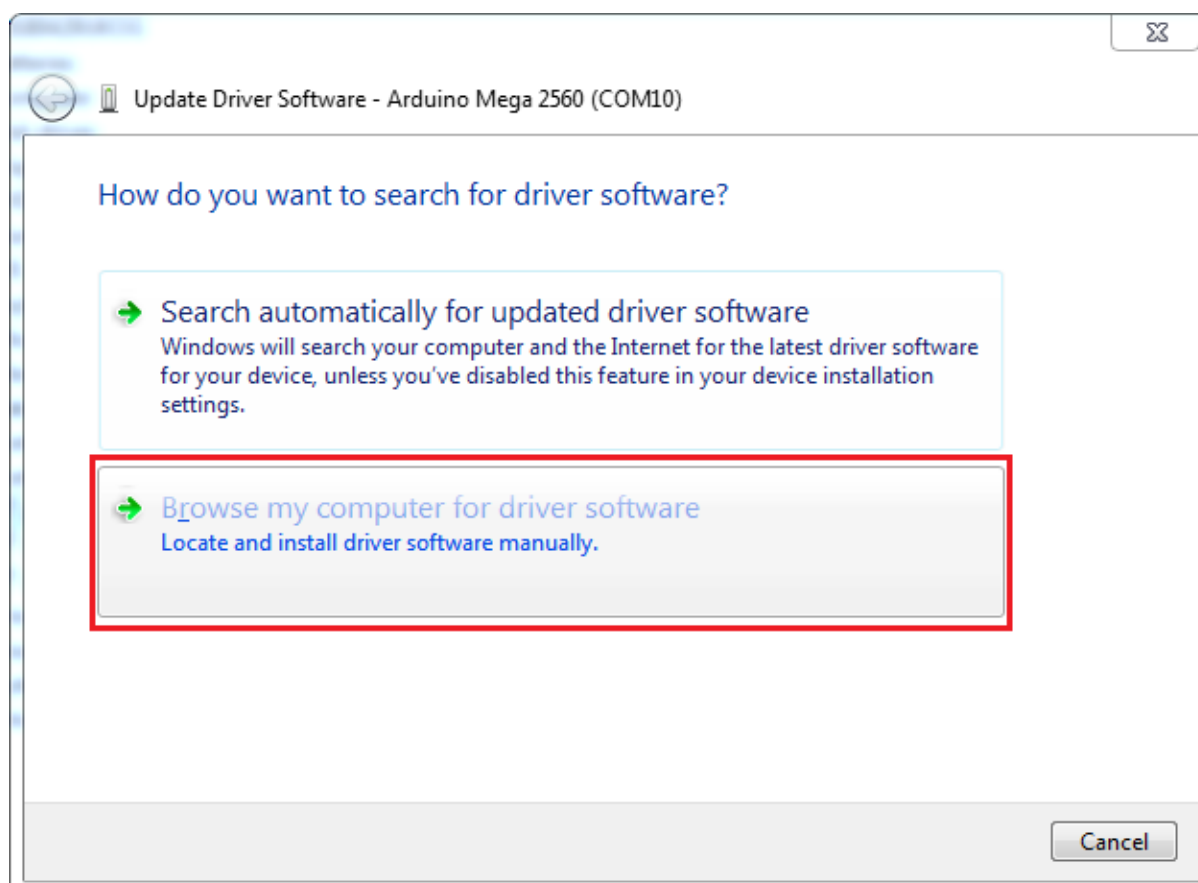 Update Driver Software - Arduino Mega 2560 (COM10)
How do you want to search for driver software?
Search automatically for updated driver software
Windows will search your computer and the Internet for the latest driver software
for your device, unless you've disabled this feature in your device installation
settings.
Browse my computer for driver software
Locate and install driver software manually.
Cancel